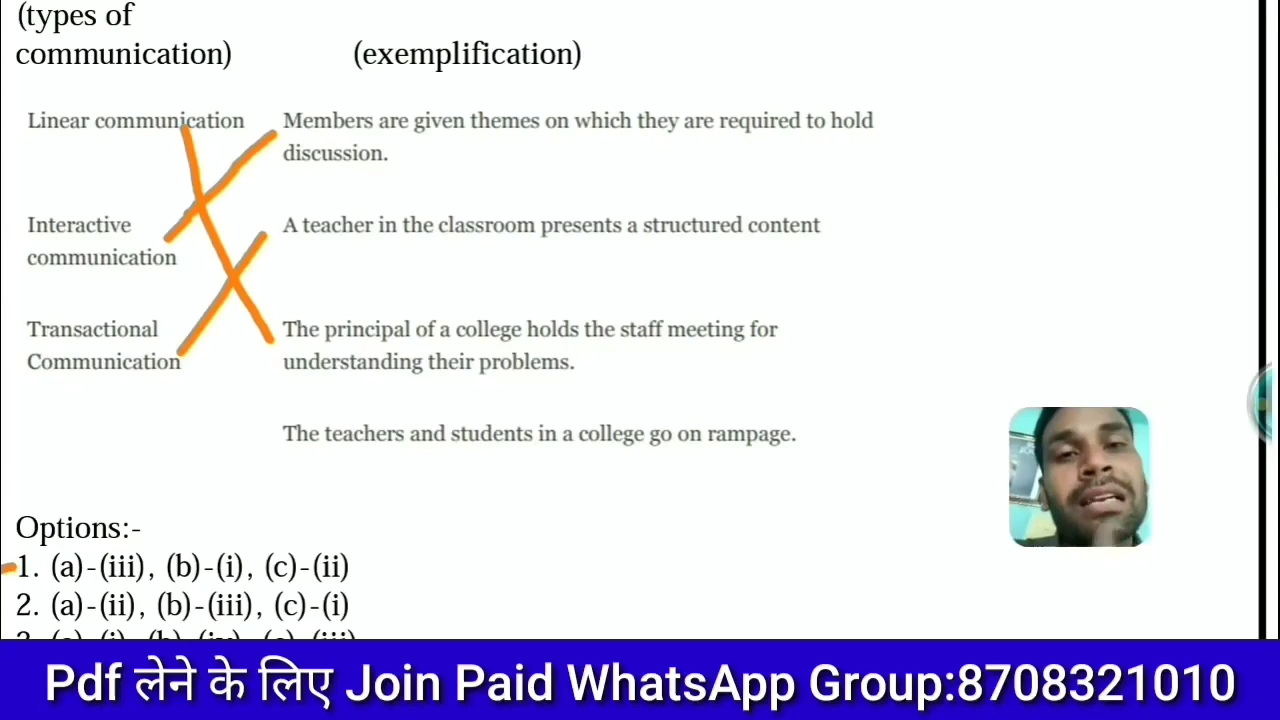 (types of
communication) (exemplification)
Linear communication Members are given themes on which they are required to hold
discussion.
Interactive A teacher in the classroom presents a structured content
communication
Transactional The principal of a college holds the staff meeting for
Communication understanding their problems.
The teachers and students in a college go on rampage.
Options:-
1. (a)-(iii), (b)-(i), (c)-(ii)
2. (a)-(ii), (b)-(iii), (c)-(i)
3. (a)-(i), (b)-(iv), (c)-(iii)
Pdf लेने के लिए Join Paid WhatsApp Group:8708321010